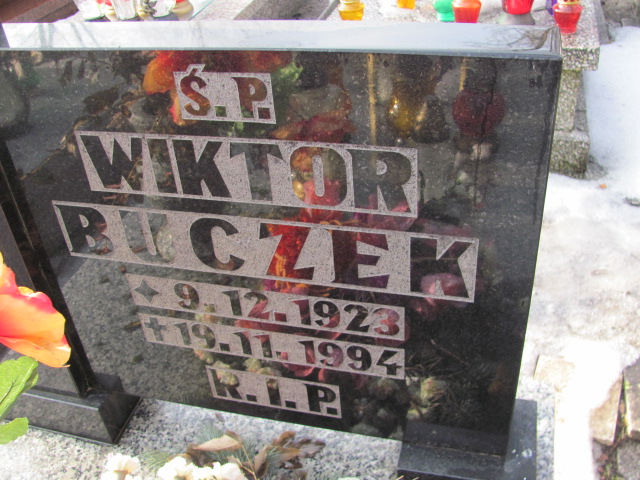 Ś.P.
WIKTOR
BUCZEK
✦ 9.12.1923
✝ 19.11.1994
R.I.P.